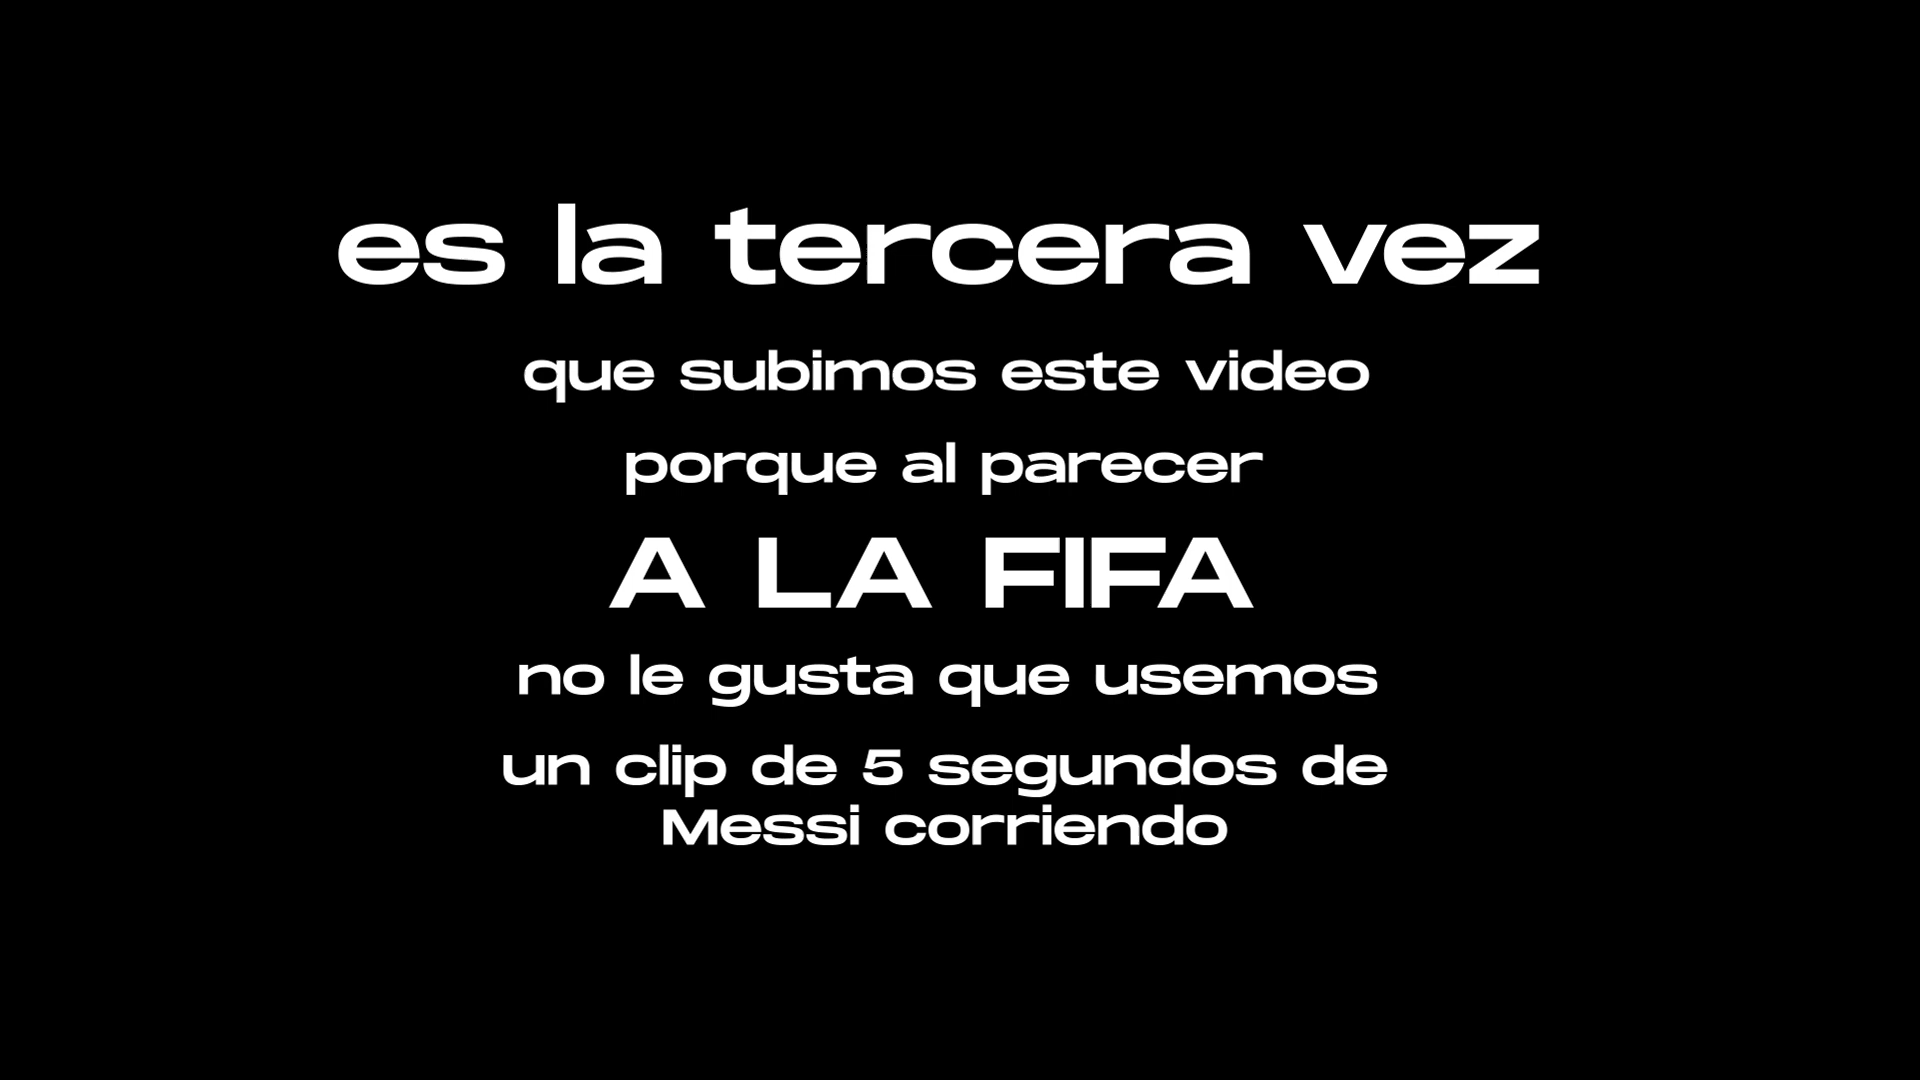 es la tercera vez
que subimos este video
porque al parecer
A LA FIFA
no le gusta que usemos
un clip de 5 segundos de
Messi corriendo